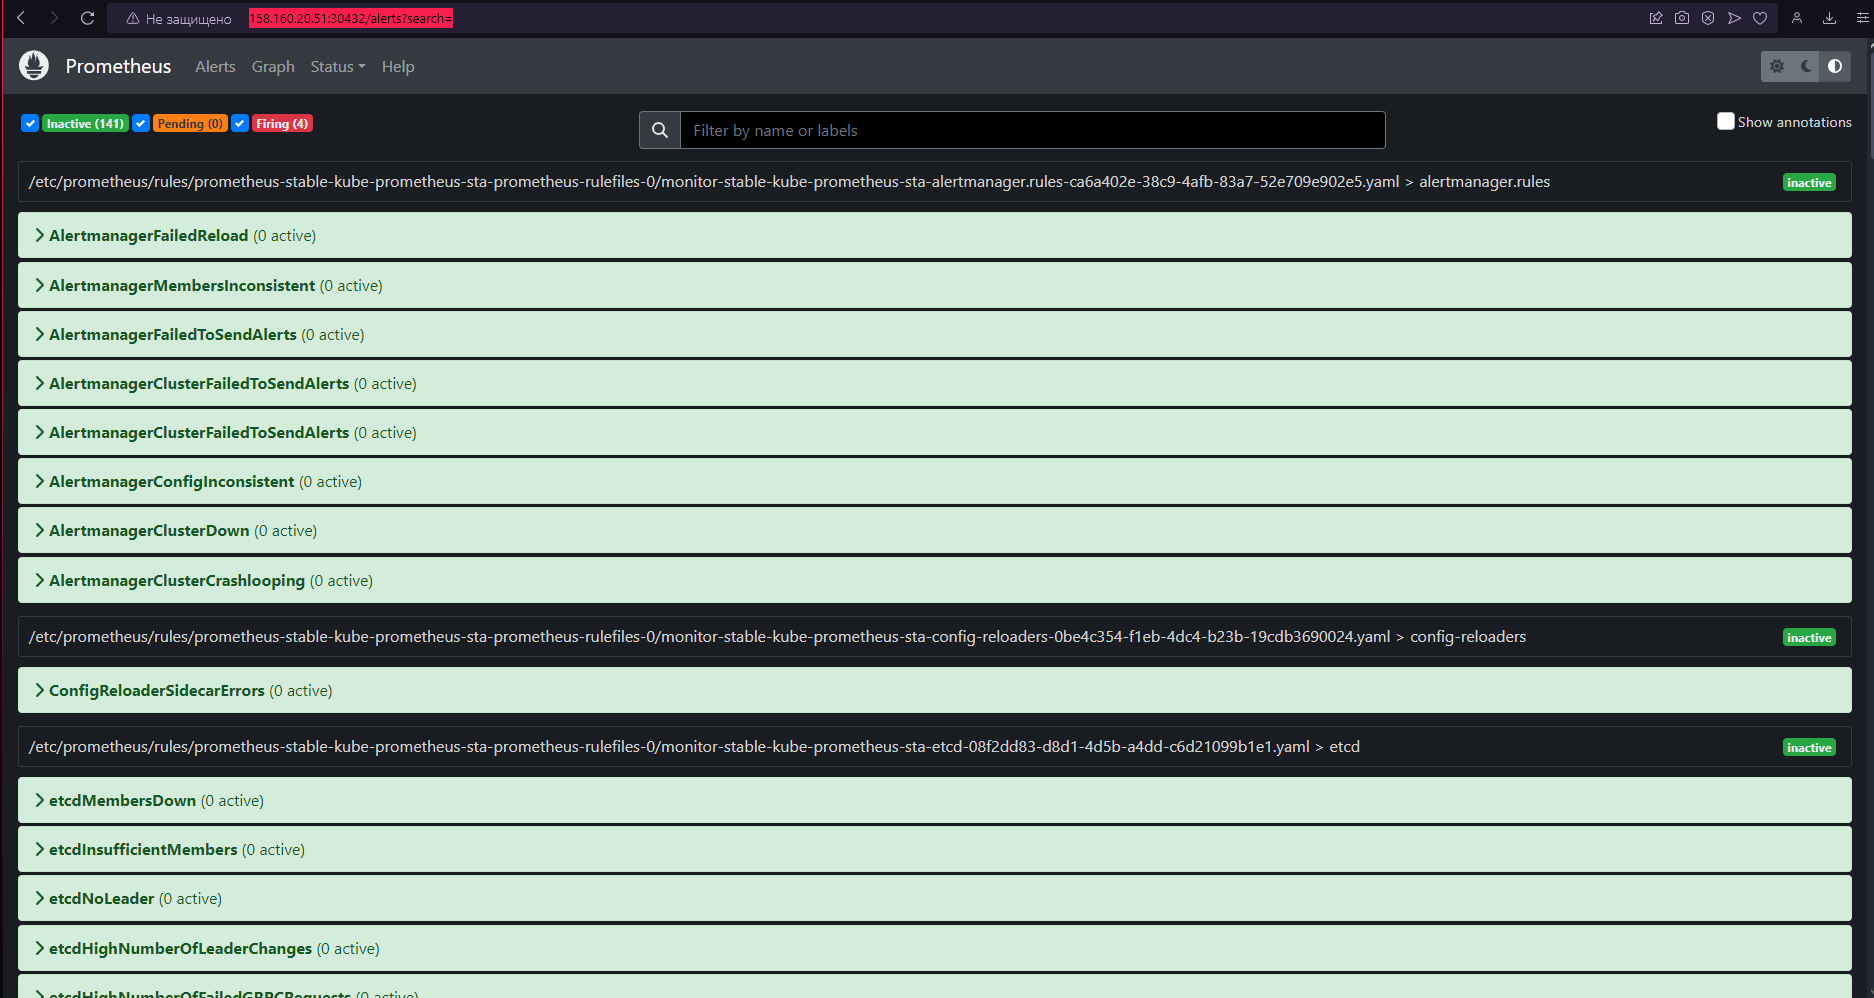 Не защищено 158.160.20.51:30432/alerts?search=
Prometheus Alerts Graph Status Help
Inactive (141) Pending (0) Firing (4) Filter by name or labels Show annotations
/etc/prometheus/rules/prometheus-stable-kube-prometheus-sta-prometheus-rulefiles-0/monitor-stable-kube-prometheus-sta-alertmanager.rules-ca6a402e-38c9-4afb-83a7-52e709e902e5.yaml > alertmanager.rules inactive
AlertmanagerFailedReload (0 active)
AlertmanagerMembersInconsistent (0 active)
AlertmanagerFailedToSendAlerts (0 active)
AlertmanagerClusterFailedToSendAlerts (0 active)
AlertmanagerClusterFailedToSendAlerts (0 active)
AlertmanagerConfigInconsistent (0 active)
AlertmanagerClusterDown (0 active)
AlertmanagerClusterCrashlooping (0 active)
/etc/prometheus/rules/prometheus-stable-kube-prometheus-sta-prometheus-rulefiles-0/monitor-stable-kube-prometheus-sta-config-reloaders-0be4c354-f1eb-4dc4-b23b-19cdb3690024.yaml > config-reloaders inactive
ConfigReloaderSidecarErrors (0 active)
/etc/prometheus/rules/prometheus-stable-kube-prometheus-sta-prometheus-rulefiles-0/monitor-stable-kube-prometheus-sta-etcd-08f2dd83-d8d1-4d5b-a4dd-c6d21099b1e1.yaml > etcd inactive
etcdMembersDown (0 active)
etcdInsufficientMembers (0 active)
etcdNoLeader (0 active)
etcdHighNumberOfLeaderChanges (0 active)
etcdHighNumberOfFailedGRPCRequests (0 active)